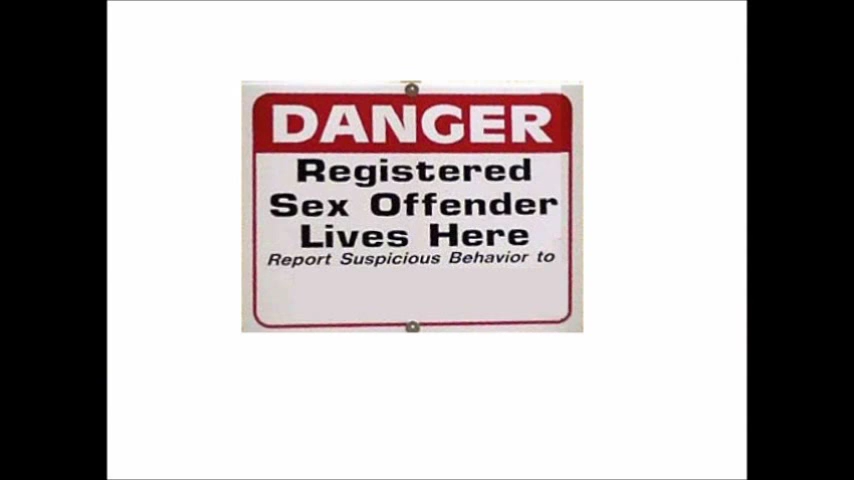 DANGER
Registered
Sex Offender
Lives Here
Report Suspicious Behavior to